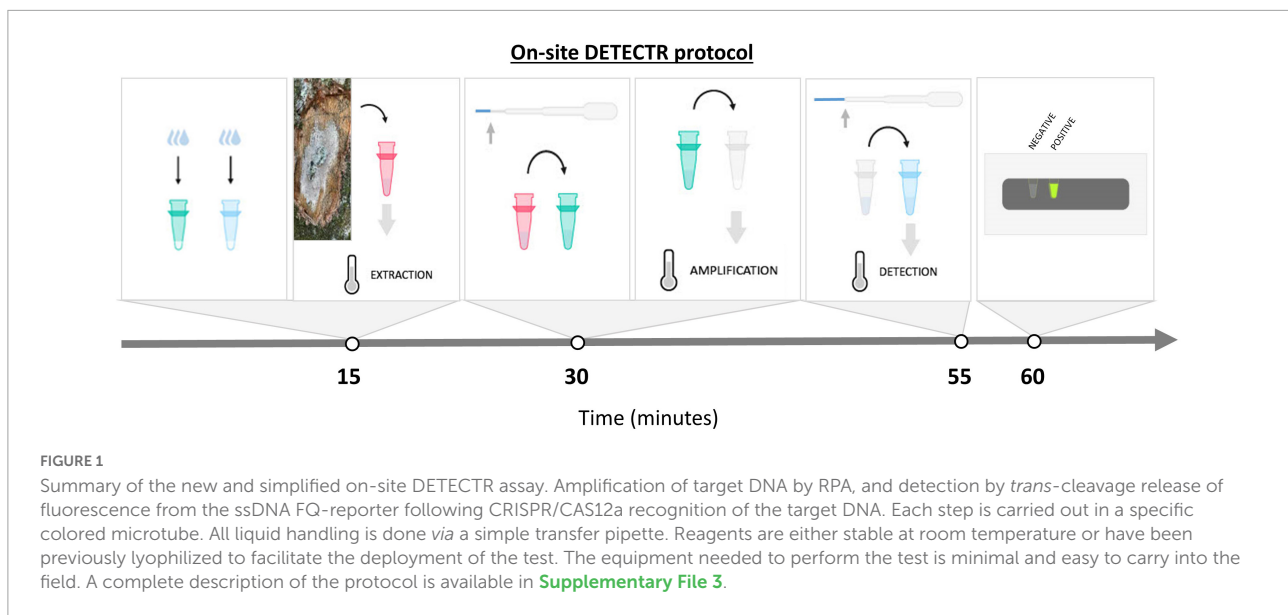 On-site DETECTR protocol
NEGATIVE
POSITIVE
EXTRACTION
AMPLIFICATION
DETECTION
15
30
55
60
Time (minutes)
FIGURE 1
Summary of the new and simplified on-site DETECTR assay. Amplification of target DNA by RPA, and detection by trans-cleavage release of
fluorescence from the ssDNA FQ-reporter following CRISPR/CAS12a recognition of the target DNA. Each step is carried out in a specific
colored microtube. All liquid handling is done via a simple transfer pipette. Reagents are either stable at room temperature or have been
previously lyophilized to facilitate the deployment of the test. The equipment needed to perform the test is minimal and easy to carry into the
field. A complete description of the protocol is available in Supplementary File 3.